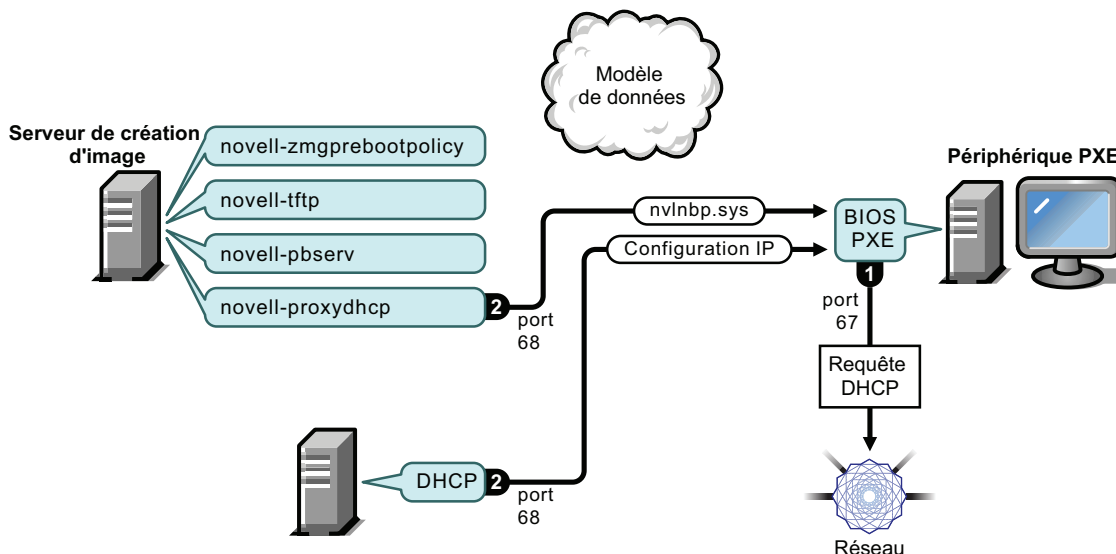 Modèle
de données
Serveur de création
d'image
novell-zmgprebootpolicy
novell-tftp
novell-pbserv
novell-proxydhcp
2
port
68
nvlnbp.sys
Configuration IP
Périphérique PXE
BIOS
PXE
1
port
67
Requête
DHCP
DHCP
2
port
68
Réseau